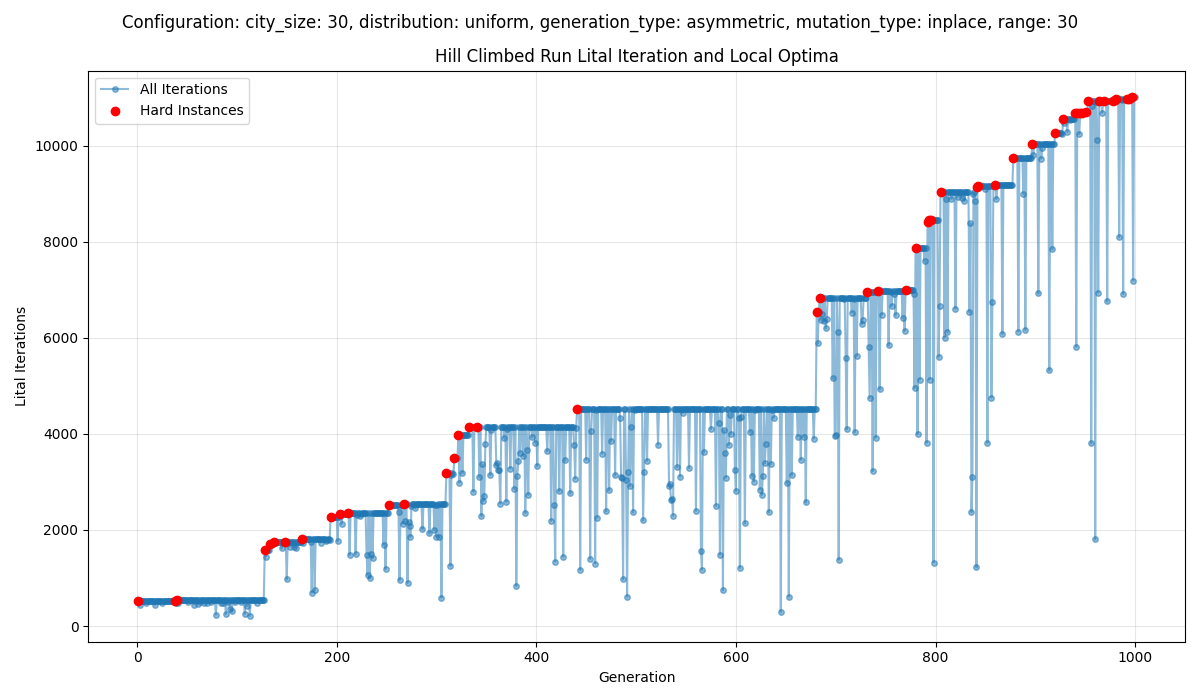 Configuration: city_size: 30, distribution: uniform, generation_type: asymmetric, mutation_type: inplace, range: 30
Hill Climbed Run Lital Iteration and Local Optima
All Iterations
Hard Instances
Lital Iterations
10000
8000
6000
4000
2000
0
0 200 400 600 800 1000
Generation